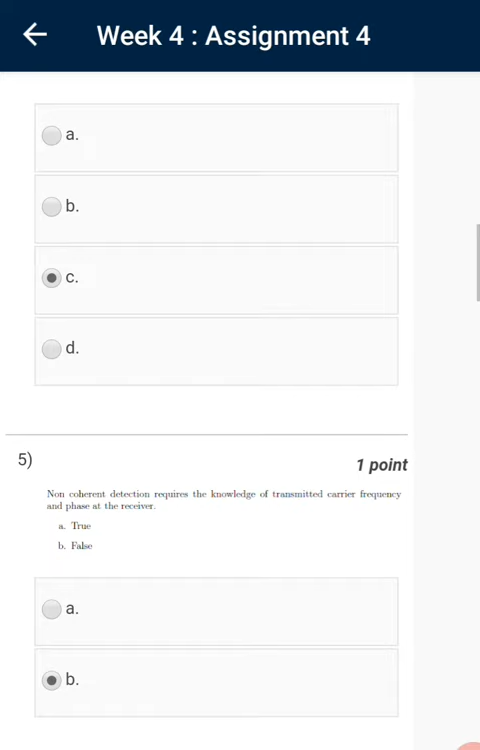 Week 4 : Assignment 4
a.
b.
c.
d.
5)
1 point
Non coherent detection requires the knowledge of transmitted carrier frequency
and phase at the receiver.
a. True
b. False
a.
b.